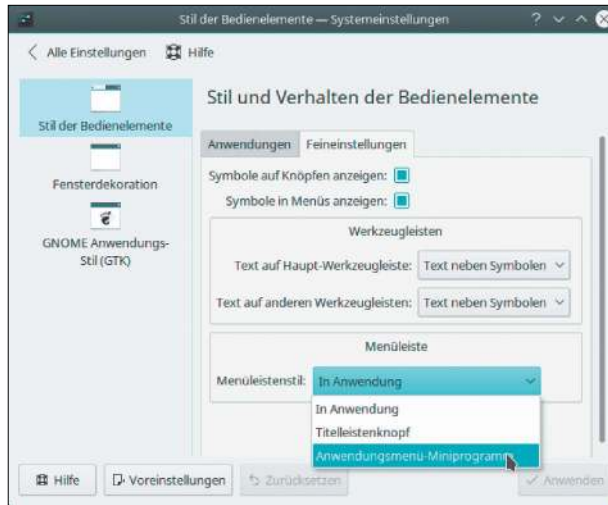 Stil der Bedienelemente — Systemeinstellungen
Alle Einstellungen Hilfe
Stil der Bedienelemente
Fensterdekoration
GNOME Anwendungs-
Stil (GTK)
Stil und Verhalten der Bedienelemente
Anwendungen Feineinstellungen
Symbole auf Knöpfen anzeigen:
Symbole in Menüs anzeigen:
Werkzeugleisten
Text auf Haupt-Werkzeugleiste: Text neben Symbolen
Text auf anderen Werkzeugleisten: Text neben Symbolen
Menüleiste
Menüleistenstil: In Anwendung
In Anwendung
Titelleistenknopf
Anwendungsmenü-Miniprogramm
Hilfe Voreinstellungen Zurücksetzen Anwenden